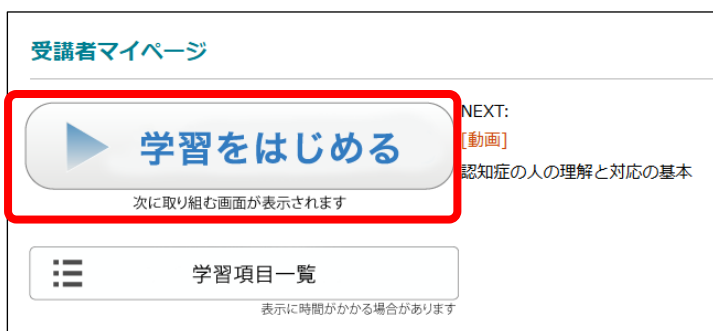 受講者マイページ
学習をはじめる
次に取り組む画面が表示されます
NEXT:
[動画]
認知症の人の理解と対応の基本
学習項目一覧
表示に時間がかかる場合があります